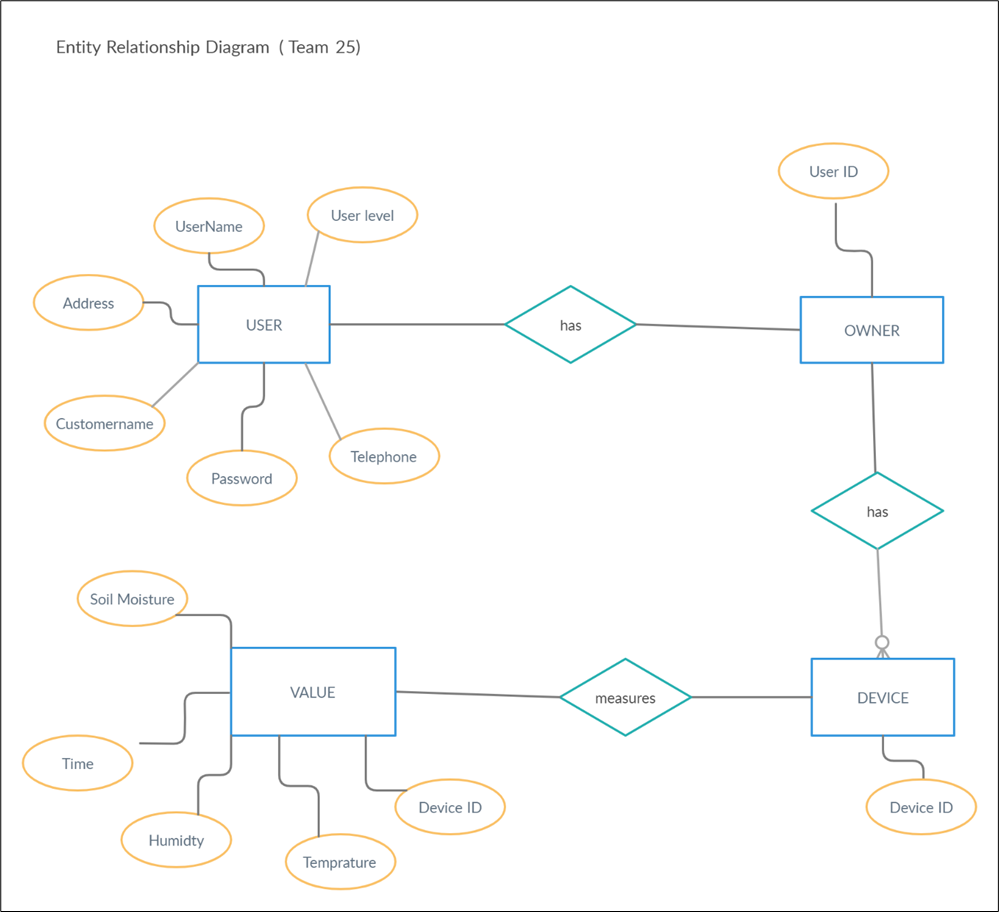 Entity Relationship Diagram ( Team 25)
User ID
User level
UserName
Address
USER
has
OWNER
Customername
Telephone
Password
has
Soil Moisture
VALUE
measures
DEVICE
Time
Device ID
Device ID
Humidty
Temprature